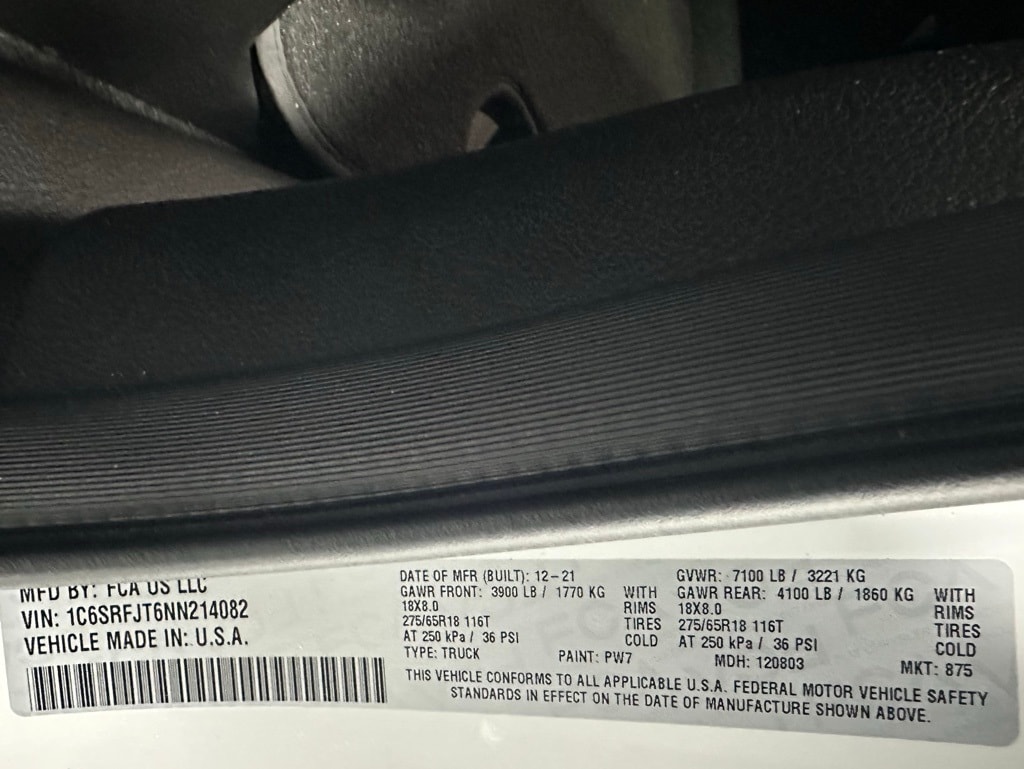 MFD BY: FCA US LLC
VIN: 1C6SRFJT6NN214082
VEHICLE MADE IN: U.S.A.
DATE OF MFR (BUILT): 12-21
GAWR FRONT: 3900 LB / 1770 KG WITH
18X8.0 RIMS
275/65R18 116T TIRES
AT 250 kPa / 36 PSI COLD
TYPE: TRUCK PAINT: PW7
GVWR: 7100 LB / 3221 KG
GAWR REAR: 4100 LB / 1860 KG WITH
18X8.0 RIMS
275/65R18 116T TIRES
AT 250 kPa / 36 PSI COLD
MDH: 120803 MKT: 875
THIS VEHICLE CONFORMS TO ALL APPLICABLE U.S.A. FEDERAL MOTOR VEHICLE SAFETY
STANDARDS IN EFFECT ON THE DATE OF MANUFACTURE SHOWN ABOVE.